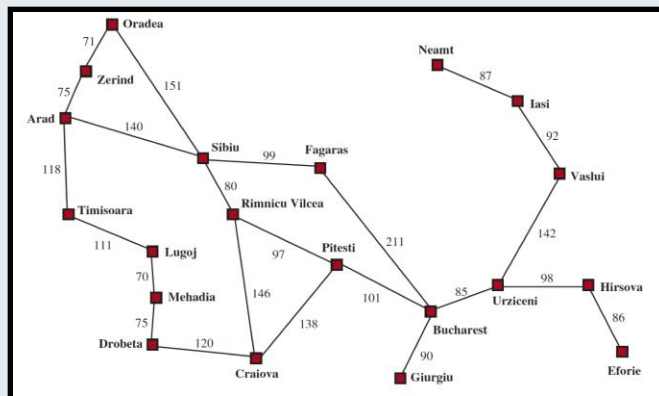 Oradea
Neamt
71
87
Zerind
151
Iasi
75
Arad
140
92
Sibiu
Fagaras
99
118
Vaslui
80
Rimnicu Vilcea
Timisoara
142
111
211
Lugoj
97
Pitesti
70
98
Hirsova
85
146
101
Mehadia
Urziceni
86
138
Bucharest
75
120
90
Drobeta
Eforie
Craiova
Giurgiu